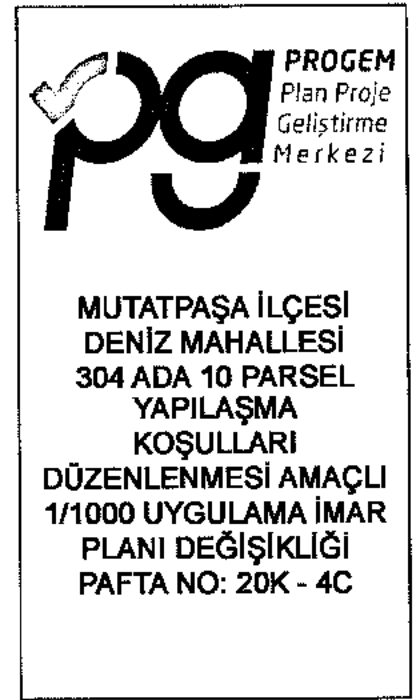 pg
PROGEM
Plan Proje
Geliştirme
Merkezi
MUTATPAŞA İLÇESİ
DENİZ MAHALLESİ
304 ADA 10 PARSEL
YAPILAŞMA
KOŞULLARI
DÜZENLENMESİ AMAÇLI
1/1000 UYGULAMA İMAR
PLANI DEĞİŞİKLİĞİ
PAFTA NO: 20K - 4C